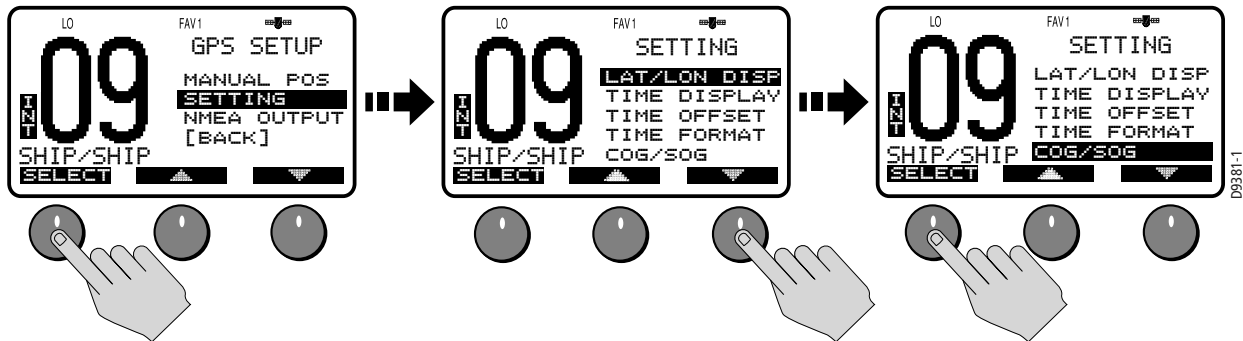 LO FAV1
09
INT
GPS SETUP
MANUAL POS
SETTING
NMEA OUTPUT
[BACK]
SHIP/SHIP
SELECT
LO FAV1
09
INT
SETTING
LAT/LON DISP
TIME DISPLAY
TIME OFFSET
TIME FORMAT
COG/SOG
SHIP/SHIP
SELECT
LO FAV1
09
INT
SETTING
LAT/LON DISP
TIME DISPLAY
TIME OFFSET
TIME FORMAT
COG/SOG
SHIP/SHIP
SELECT
D9381-1